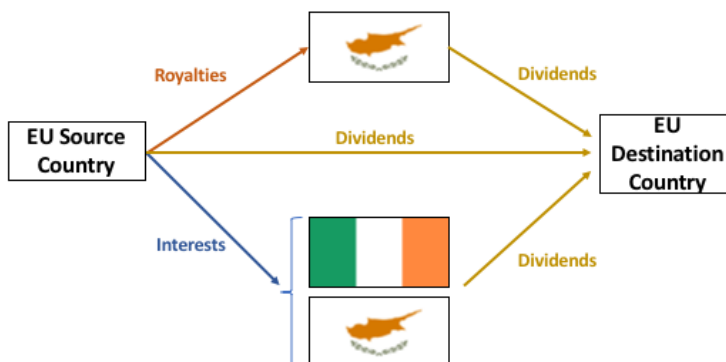 Royalties
Dividends
EU Source
Country
Dividends
EU
Destination
Country
Interests
Dividends